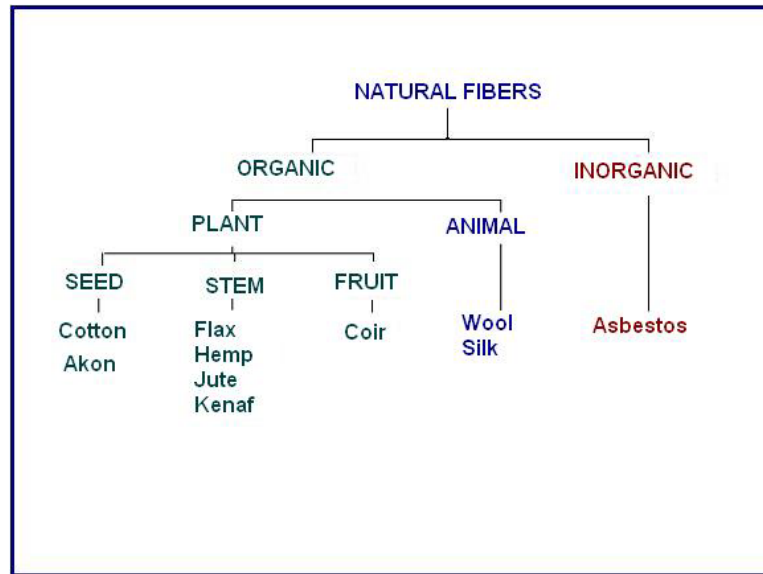 NATURAL FIBERS
ORGANIC INORGANIC
PLANT ANIMAL
SEED STEM FRUIT
Cotton Flax Coir Wool Asbestos
Akon Hemp Silk
Jute
Kenaf